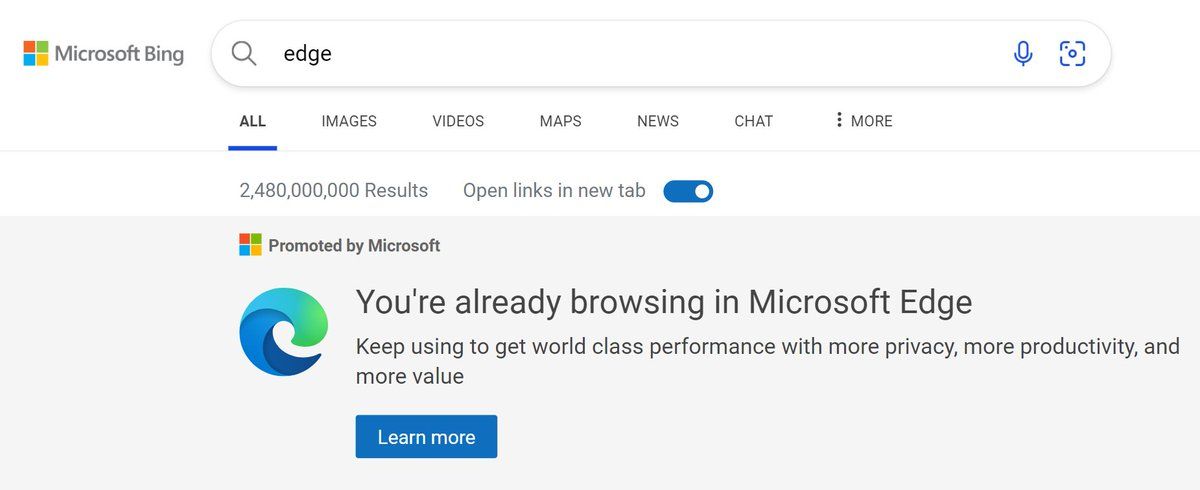 Microsoft Bing
edge
ALL IMAGES VIDEOS MAPS NEWS CHAT MORE
2,480,000,000 Results Open links in new tab
Promoted by Microsoft
You're already browsing in Microsoft Edge
Keep using to get world class performance with more privacy, more productivity, and
more value
Learn more